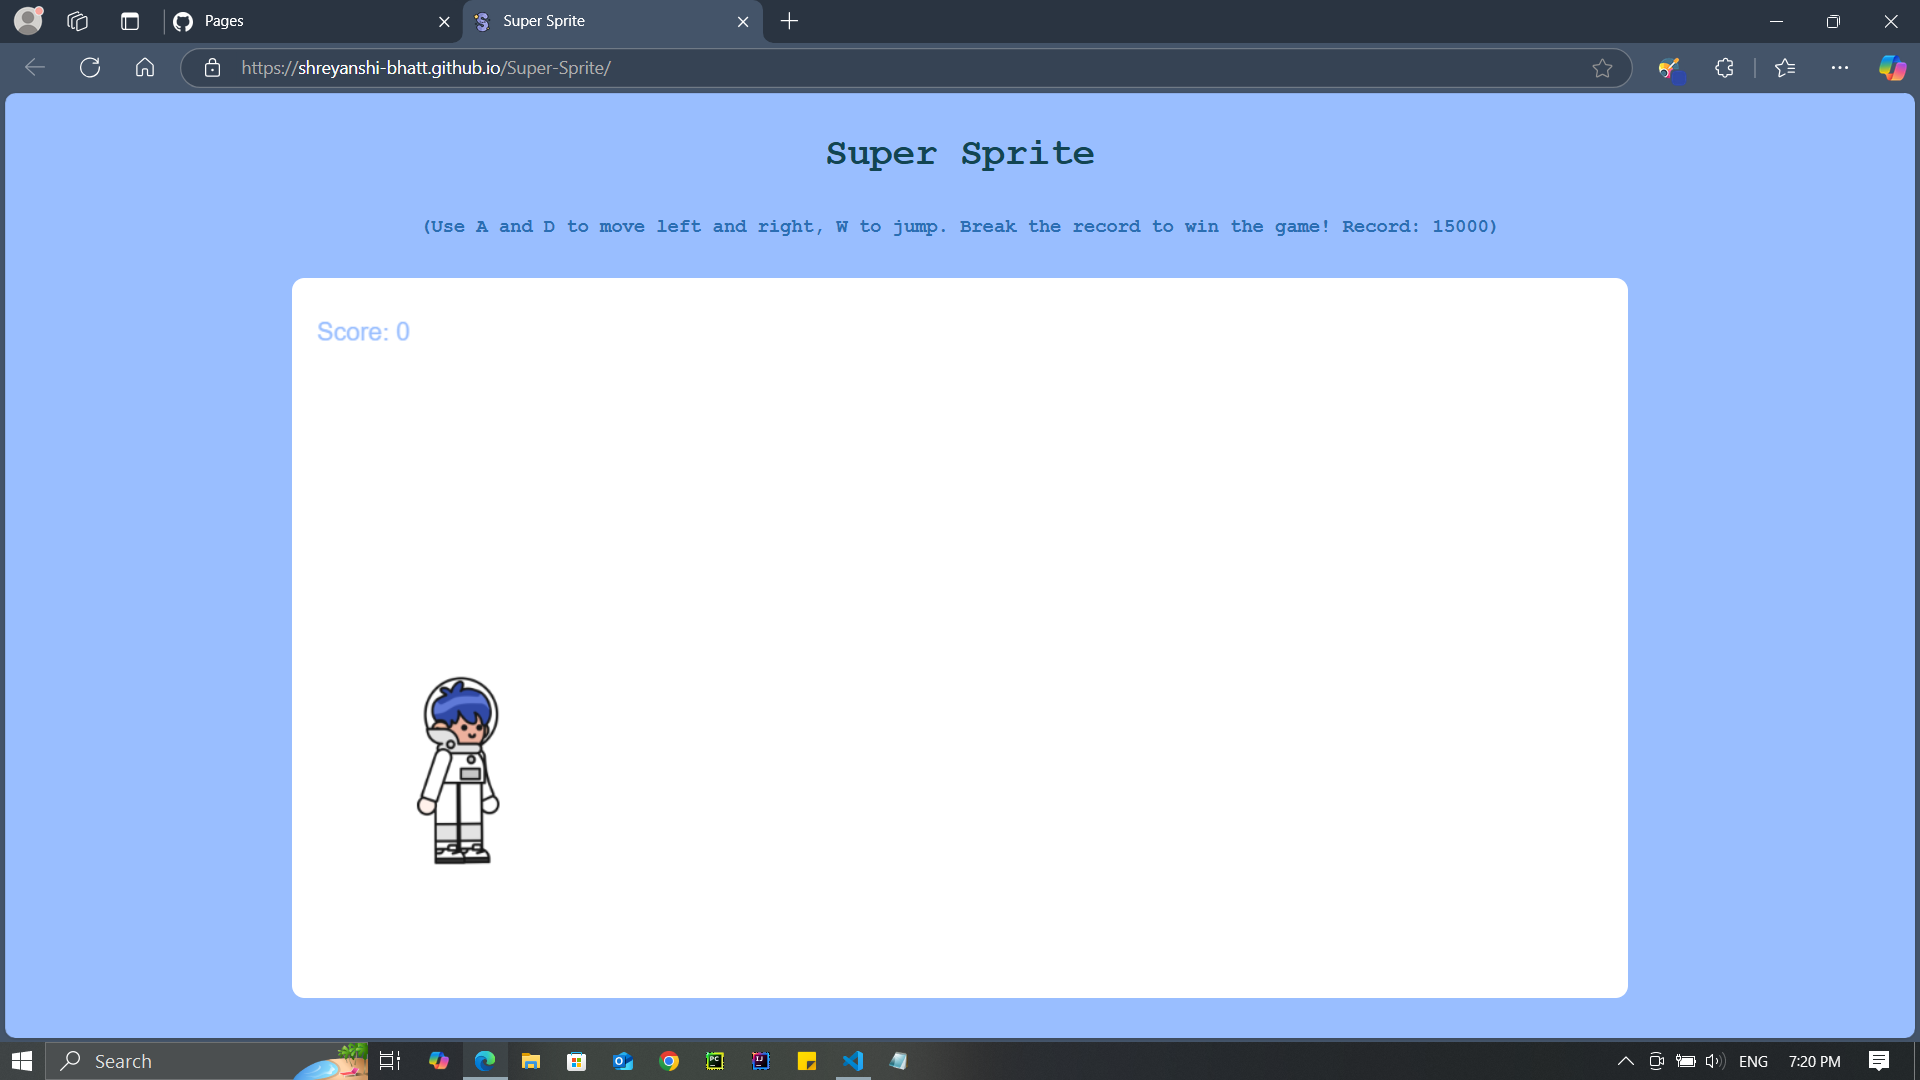 Pages
Super Sprite
https://shreyanshi-bhatt.github.io/Super-Sprite/
Super Sprite
(Use A and D to move left and right, W to jump. Break the record to win the game! Record: 15000)
Score: 0
Search
ENG
7:20 PM